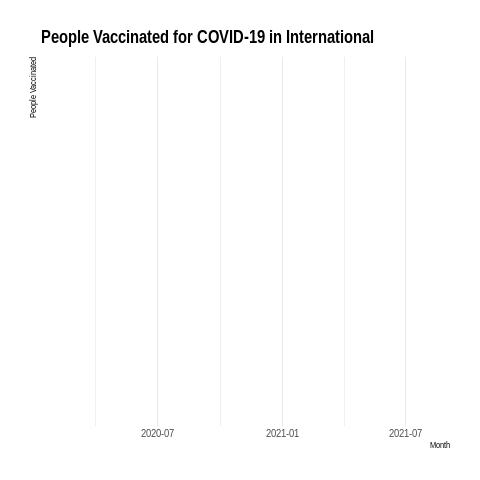 People Vaccinated for COVID-19 in International
People Vaccinated
2020-07 2021-01 2021-07
Month